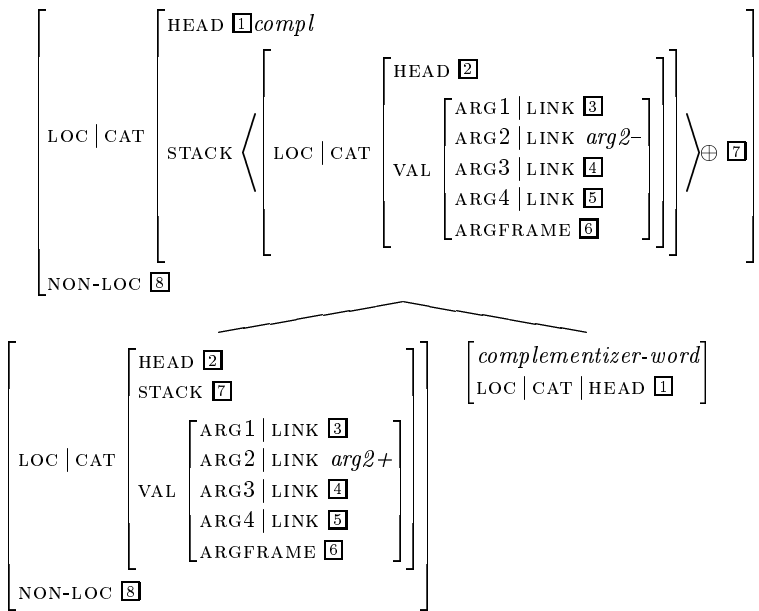 HEAD 1 compl
LOC | CAT
STACK < LOC | CAT
HEAD 2
VAL
ARG1 | LINK 3
ARG2 | LINK arg2–
ARG3 | LINK 4
ARG4 | LINK 5
ARGFRAME 6
> ⊕ 7
NON-LOC 8
LOC | CAT
HEAD 2
STACK 7
VAL
ARG1 | LINK 3
ARG2 | LINK arg2+
ARG3 | LINK 4
ARG4 | LINK 5
ARGFRAME 6
NON-LOC 8
complementizer-word
LOC | CAT | HEAD 1